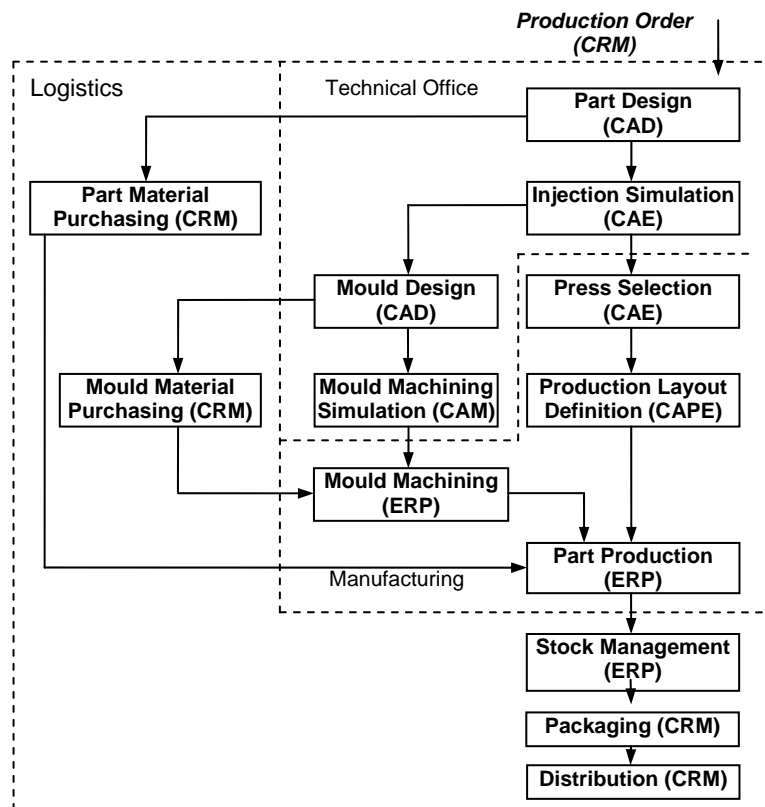 Production Order
(CRM)
Logistics
Technical Office
Part Design
(CAD)
Part Material
Purchasing (CRM)
Injection Simulation
(CAE)
Mould Design
(CAD)
Press Selection
(CAE)
Mould Material
Purchasing (CRM)
Mould Machining
Simulation (CAM)
Production Layout
Definition (CAPE)
Mould Machining
(ERP)
Part Production
(ERP)
Manufacturing
Stock Management
(ERP)
Packaging (CRM)
Distribution (CRM)